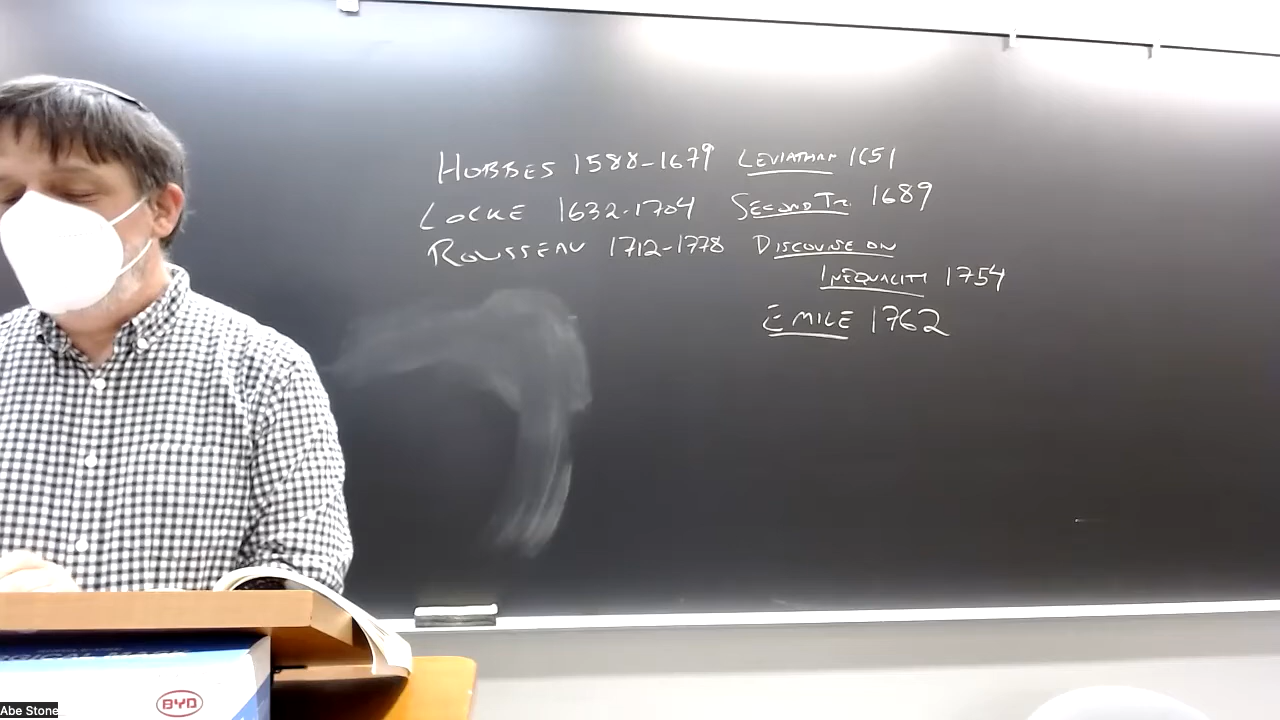 HOBBES 1588-1679 LEVIATHAN 1651
LOCKE 1632-1704 SECOND TR. 1689
ROUSSEAU 1712-1778 DISCOURSE ON
INEQUALITY 1754
EMILE 1762
BYD
Abe Stone